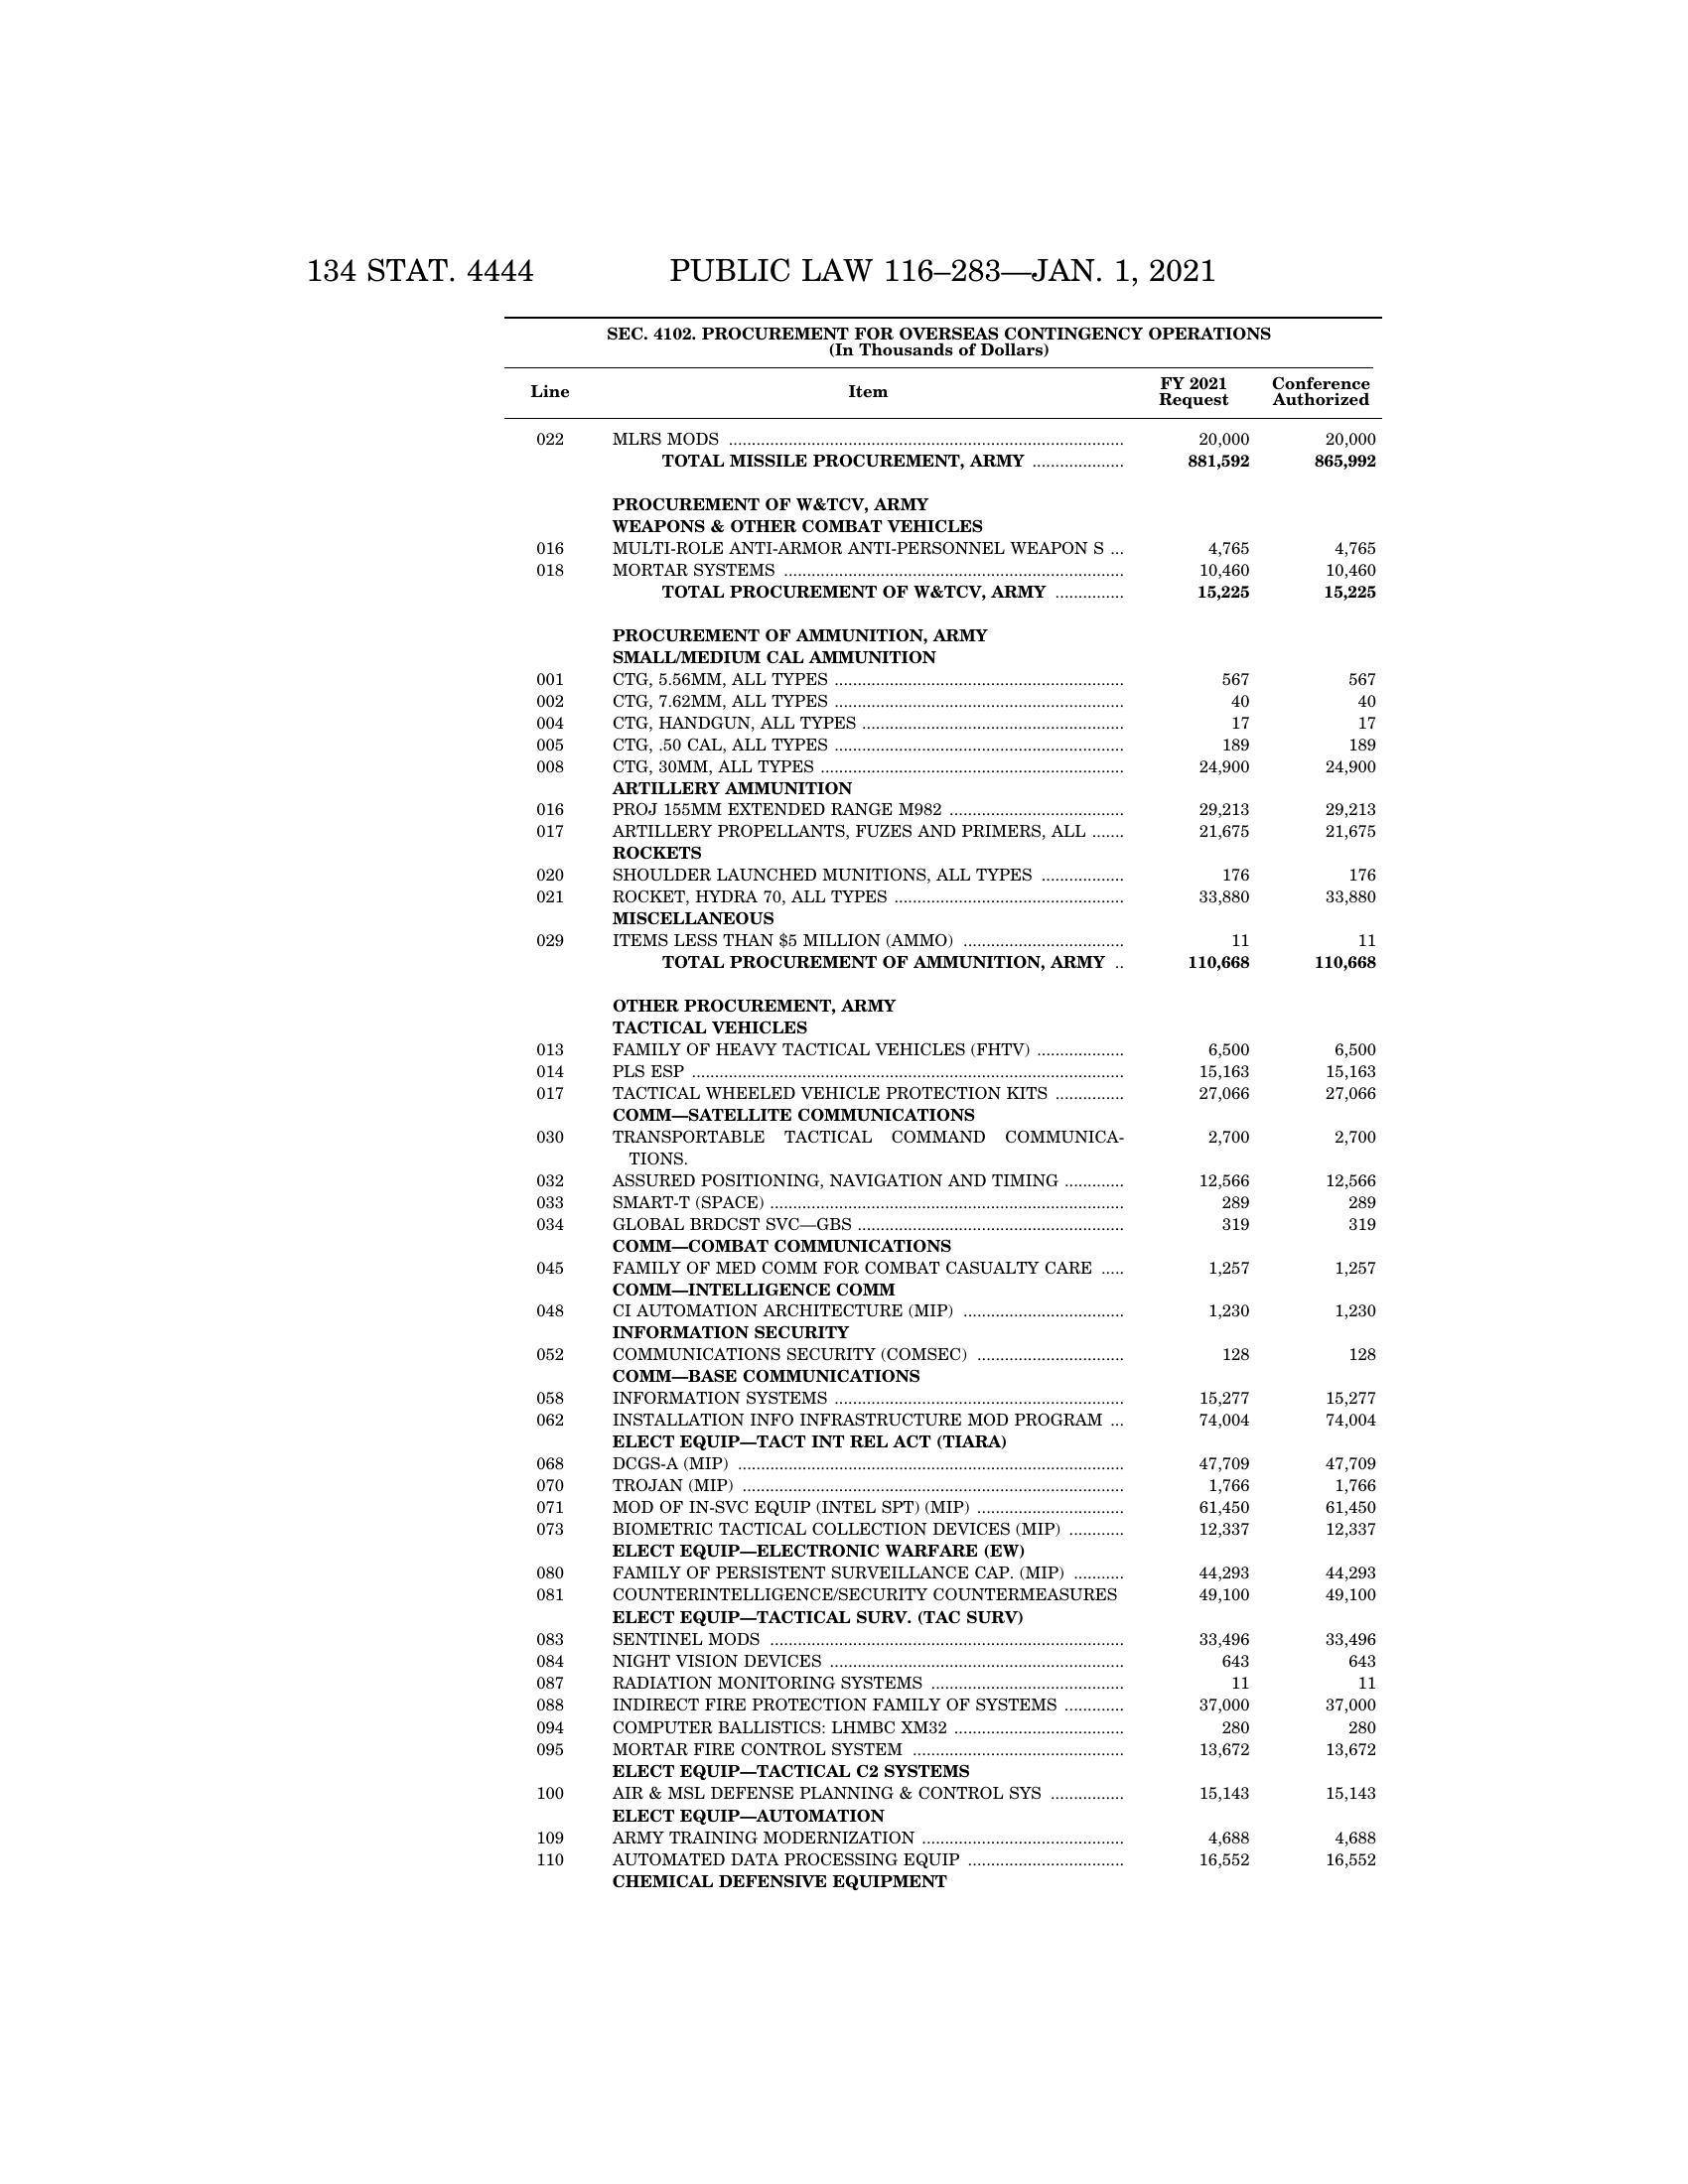 134 STAT. 4444 PUBLIC LAW 116–283—JAN. 1, 2021
SEC. 4102. PROCUREMENT FOR OVERSEAS CONTINGENCY OPERATIONS
(In Thousands of Dollars)
Line Item FY 2021 Request Conference Authorized
022 MLRS MODS ........ 20,000 20,000
TOTAL MISSILE PROCUREMENT, ARMY ........ 881,592 865,992
PROCUREMENT OF W&TCV, ARMY
WEAPONS & OTHER COMBAT VEHICLES
016 MULTI-ROLE ANTI-ARMOR ANTI-PERSONNEL WEAPON S ... 4,765 4,765
018 MORTAR SYSTEMS ........ 10,460 10,460
TOTAL PROCUREMENT OF W&TCV, ARMY ........ 15,225 15,225
PROCUREMENT OF AMMUNITION, ARMY
SMALL/MEDIUM CAL AMMUNITION
001 CTG, 5.56MM, ALL TYPES ........ 567 567
002 CTG, 7.62MM, ALL TYPES ........ 40 40
004 CTG, HANDGUN, ALL TYPES ........ 17 17
005 CTG, .50 CAL, ALL TYPES ........ 189 189
008 CTG, 30MM, ALL TYPES ........ 24,900 24,900
ARTILLERY AMMUNITION
016 PROJ 155MM EXTENDED RANGE M982 ........ 29,213 29,213
017 ARTILLERY PROPELLANTS, FUZES AND PRIMERS, ALL ....... 21,675 21,675
ROCKETS
020 SHOULDER LAUNCHED MUNITIONS, ALL TYPES ........ 176 176
021 ROCKET, HYDRA 70, ALL TYPES ........ 33,880 33,880
MISCELLANEOUS
029 ITEMS LESS THAN $5 MILLION (AMMO) ........ 11 11
TOTAL PROCUREMENT OF AMMUNITION, ARMY .. 110,668 110,668
OTHER PROCUREMENT, ARMY
TACTICAL VEHICLES
013 FAMILY OF HEAVY TACTICAL VEHICLES (FHTV) ........ 6,500 6,500
014 PLS ESP ........ 15,163 15,163
017 TACTICAL WHEELED VEHICLE PROTECTION KITS ........ 27,066 27,066
COMM—SATELLITE COMMUNICATIONS
030 TRANSPORTABLE TACTICAL COMMAND COMMUNICA- 2,700 2,700
TIONS.
032 ASSURED POSITIONING, NAVIGATION AND TIMING ........ 12,566 12,566
033 SMART-T (SPACE) ........ 289 289
034 GLOBAL BRDCST SVC—GBS ........ 319 319
COMM—COMBAT COMMUNICATIONS
045 FAMILY OF MED COMM FOR COMBAT CASUALTY CARE ..... 1,257 1,257
COMM—INTELLIGENCE COMM
048 CI AUTOMATION ARCHITECTURE (MIP) ........ 1,230 1,230
INFORMATION SECURITY
052 COMMUNICATIONS SECURITY (COMSEC) ........ 128 128
COMM—BASE COMMUNICATIONS
058 INFORMATION SYSTEMS ........ 15,277 15,277
062 INSTALLATION INFO INFRASTRUCTURE MOD PROGRAM ... 74,004 74,004
ELECT EQUIP—TACT INT REL ACT (TIARA)
068 DCGS-A (MIP) ........ 47,709 47,709
070 TROJAN (MIP) ........ 1,766 1,766
071 MOD OF IN-SVC EQUIP (INTEL SPT) (MIP) ........ 61,450 61,450
073 BIOMETRIC TACTICAL COLLECTION DEVICES (MIP) ........ 12,337 12,337
ELECT EQUIP—ELECTRONIC WARFARE (EW)
080 FAMILY OF PERSISTENT SURVEILLANCE CAP. (MIP) ........ 44,293 44,293
081 COUNTERINTELLIGENCE/SECURITY COUNTERMEASURES 49,100 49,100
ELECT EQUIP—TACTICAL SURV. (TAC SURV)
083 SENTINEL MODS ........ 33,496 33,496
084 NIGHT VISION DEVICES ........ 643 643
087 RADIATION MONITORING SYSTEMS ........ 11 11
088 INDIRECT FIRE PROTECTION FAMILY OF SYSTEMS ........ 37,000 37,000
094 COMPUTER BALLISTICS: LHMBC XM32 ........ 280 280
095 MORTAR FIRE CONTROL SYSTEM ........ 13,672 13,672
ELECT EQUIP—TACTICAL C2 SYSTEMS
100 AIR & MSL DEFENSE PLANNING & CONTROL SYS ........ 15,143 15,143
ELECT EQUIP—AUTOMATION
109 ARMY TRAINING MODERNIZATION ........ 4,688 4,688
110 AUTOMATED DATA PROCESSING EQUIP ........ 16,552 16,552
CHEMICAL DEFENSIVE EQUIPMENT